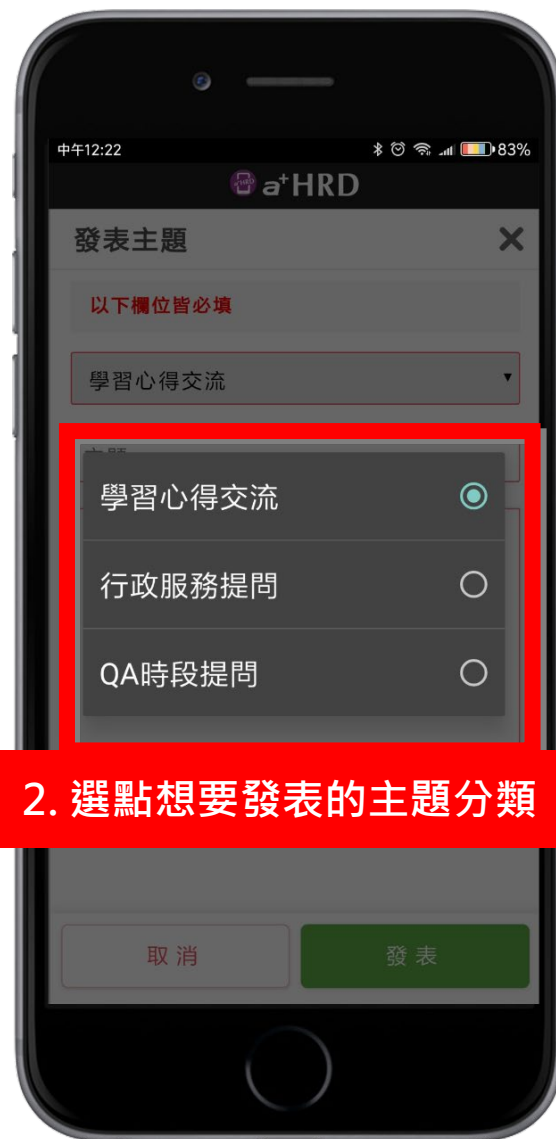 中午12:22 83%
a+HRD
發表主題
以下欄位皆必填
學習心得交流
主題
學習心得交流
行政服務提問
QA時段提問
2. 選點想要發表的主題分類
取消 發表